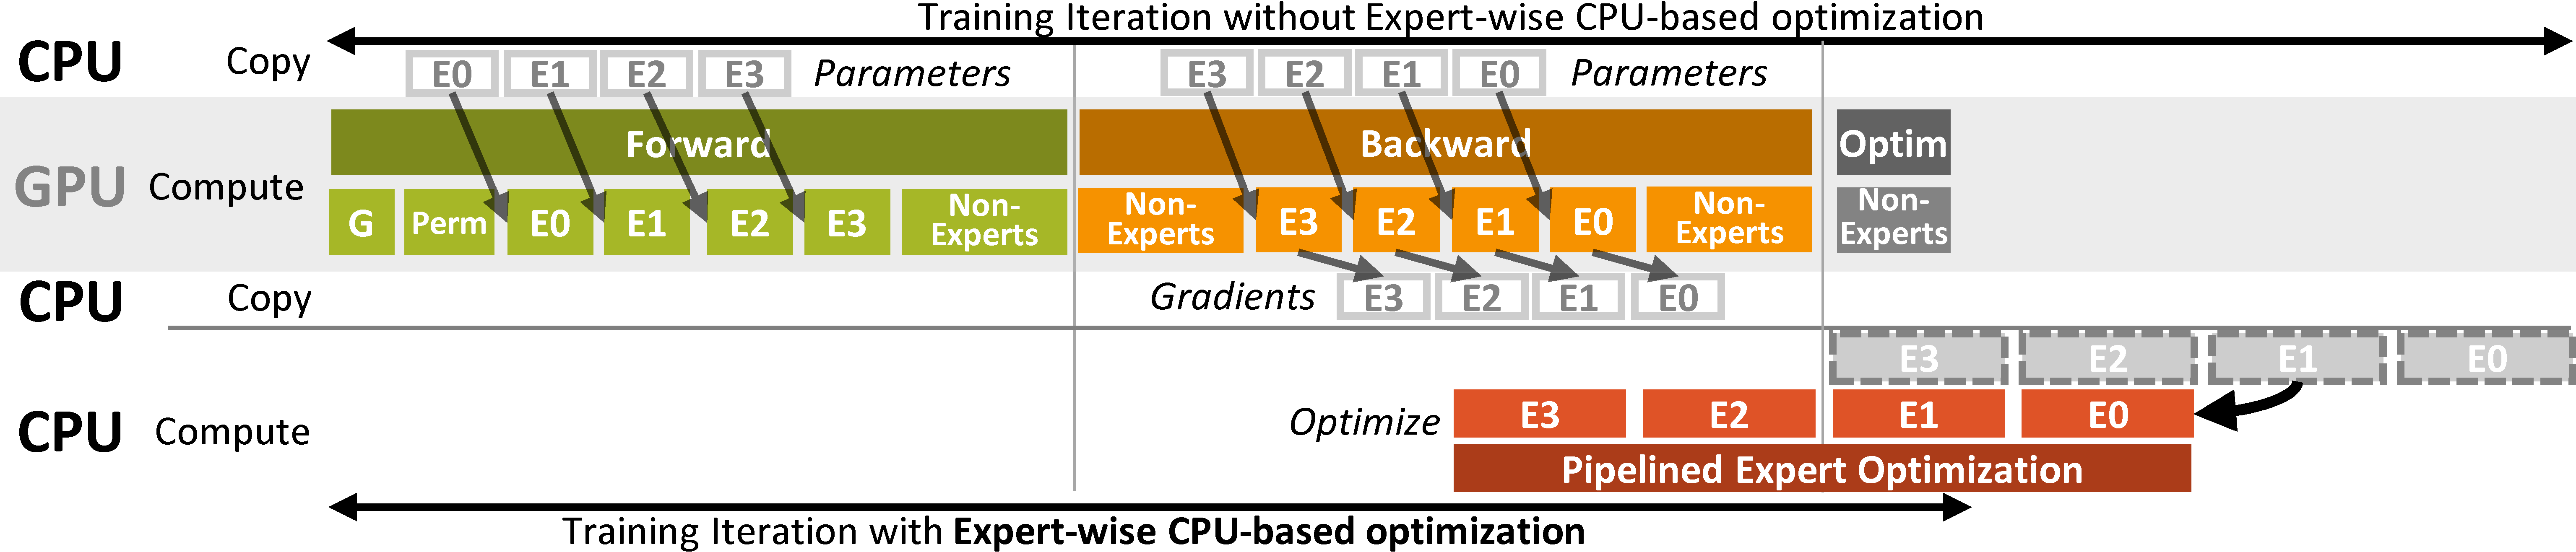 Training Iteration without Expert-wise CPU-based optimization
CPU Copy E0 E1 E2 E3 Parameters E3 E2 E1 E0 Parameters
Forward Backward Optim
GPU Compute
G Perm E0 E1 E2 E3 Non-Experts Non-Experts E3 E2 E1 E0 Non-Experts Non-Experts
CPU Copy Gradients E3 E2 E1 E0
E3 E2 E1 E0
CPU Compute Optimize E3 E2 E1 E0
Pipelined Expert Optimization
Training Iteration with Expert-wise CPU-based optimization